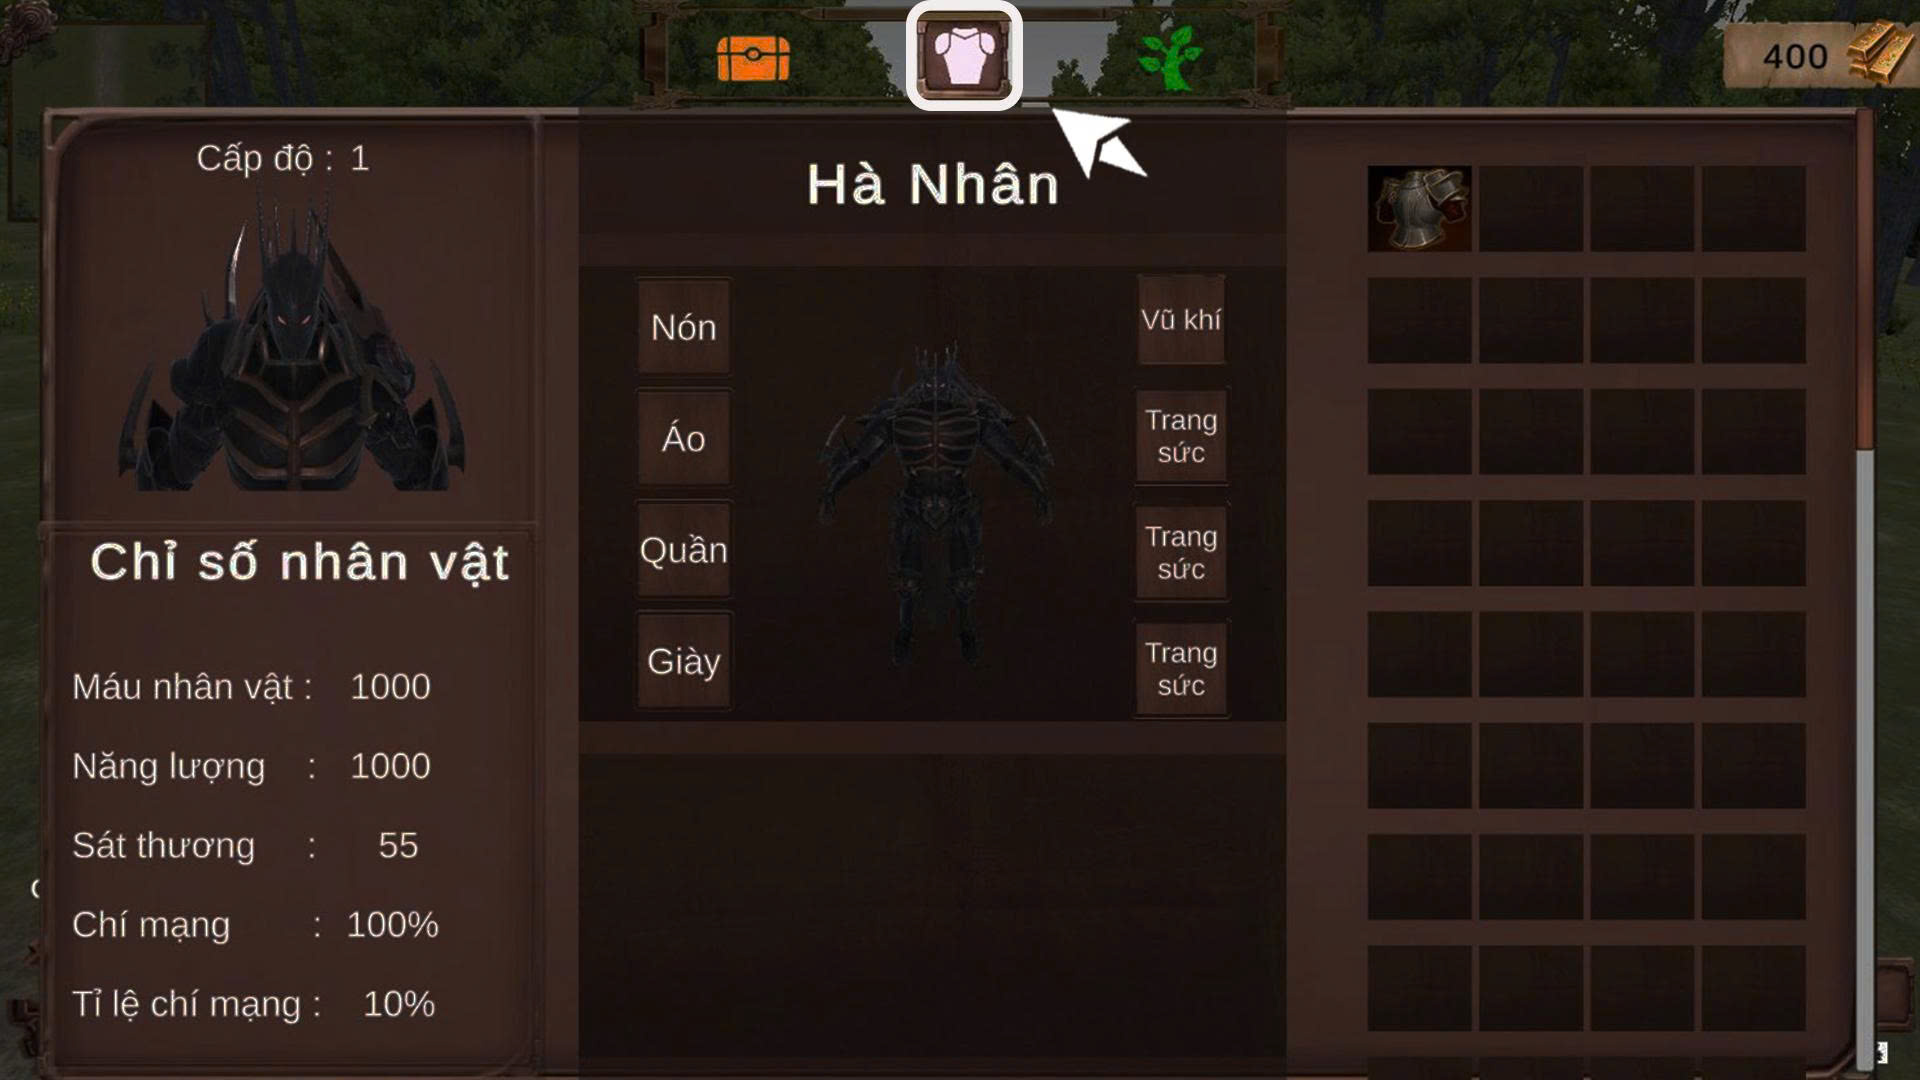 400
Cấp độ : 1
Hà Nhân
Nón
Vũ khí
Áo
Trang
sức
Quần
Trang
sức
Giày
Trang
sức
Chỉ số nhân vật
Máu nhân vật : 1000
Năng lượng : 1000
Sát thương : 55
Chí mạng : 100%
Tỉ lệ chí mạng : 10%